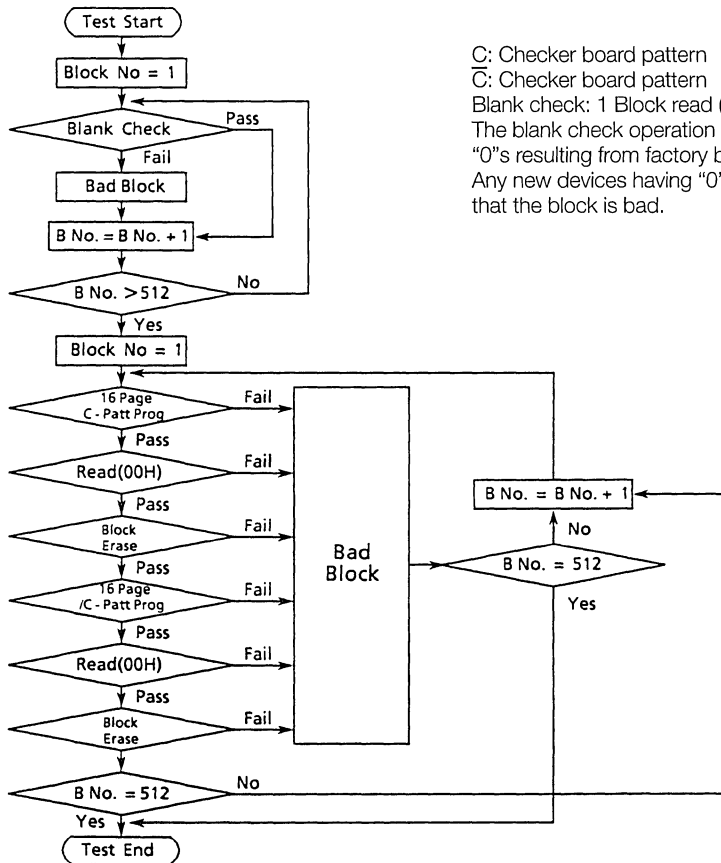 Test Start
Block No = 1
Blank Check
Pass
Fail
Bad Block
B No. = B No. + 1
B No. > 512
No
Yes
Block No = 1
16 Page
C - Patt Prog
Fail
Pass
Read(00H)
Fail
Pass
Block
Erase
Fail
Pass
16 Page
/C - Patt Prog
Fail
Pass
Read(00H)
Fail
Pass
Block
Erase
Fail
B No. = 512
No
Yes
Test End
Bad
Block
B No. = B No. + 1
No
B No. = 512
Yes
C: Checker board pattern
C̅: Checker board pattern
Blank check: 1 Block read (
The blank check operation
“0”s resulting from factory b
Any new devices having “0”
that the block is bad.